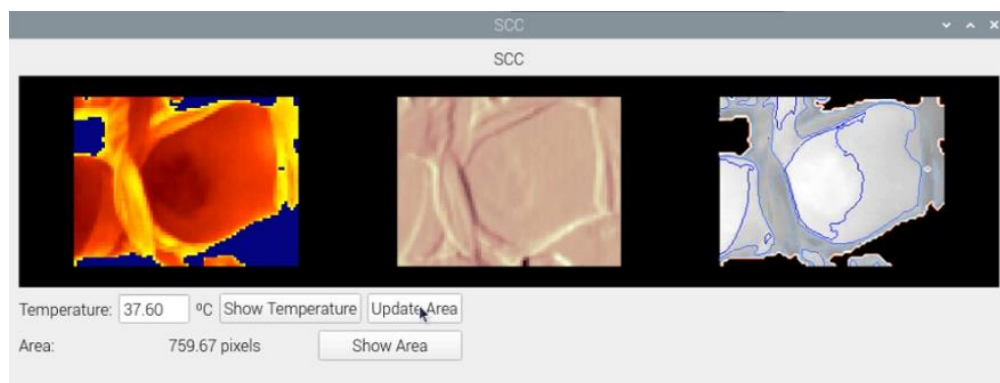 SCC
SCC
Temperature: 37.60 ºC Show Temperature Update Area
Area: 759.67 pixels Show Area